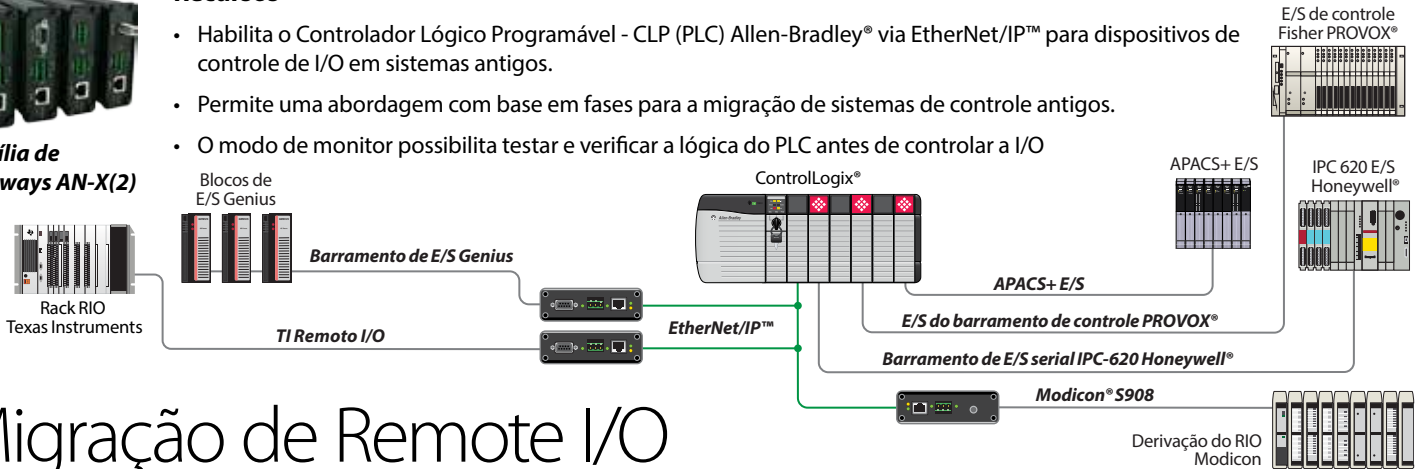 E/S de controle
Fisher PROVOX®
• Habilita o Controlador Lógico Programável - CLP (PLC) Allen-Bradley® via EtherNet/IP™ para dispositivos de
controle de I/O em sistemas antigos.
• Permite uma abordagem com base em fases para a migração de sistemas de controle antigos.
• O modo de monitor possibilita testar e verificar a lógica do PLC antes de controlar a I/O
AN-X(2)
Blocos de
E/S Genius
ControlLogix®
APACS+ E/S
IPC 620 E/S
Honeywell®
Allen-Bradley
Barramento de E/S Genius
APACS+ E/S
Rack RIO
Texas Instruments
TI Remoto I/O
EtherNet/IP™
E/S do barramento de controle PROVOX®
Barramento de E/S serial IPC-620 Honeywell®
Modicon® S908
Migração de Remote I/O
Derivação do RIO
Modicon